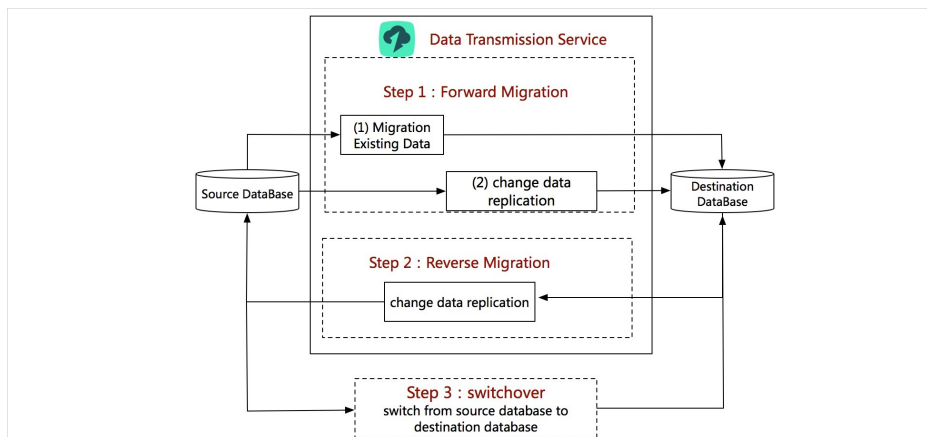 Data Transmission Service
Step 1 : Forward Migration
(1) Migration
Existing Data
(2) change data
replication
Source DataBase
Destination
DataBase
Step 2 : Reverse Migration
change data replication
Step 3 : switchover
switch from source database to
destination database